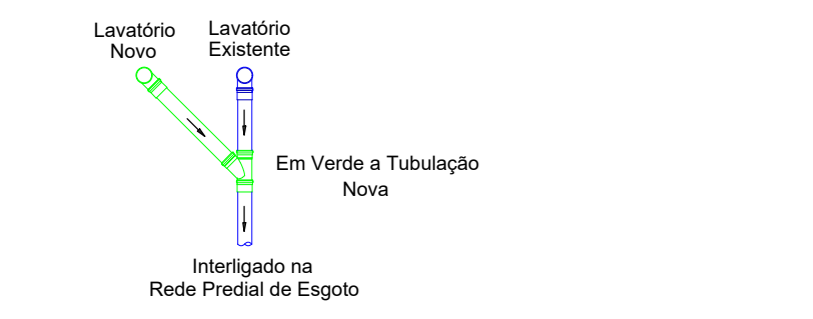 Lavatório
Novo
Lavatório
Existente
Em Verde a Tubulação
Nova
Interligado na
Rede Predial de Esgoto